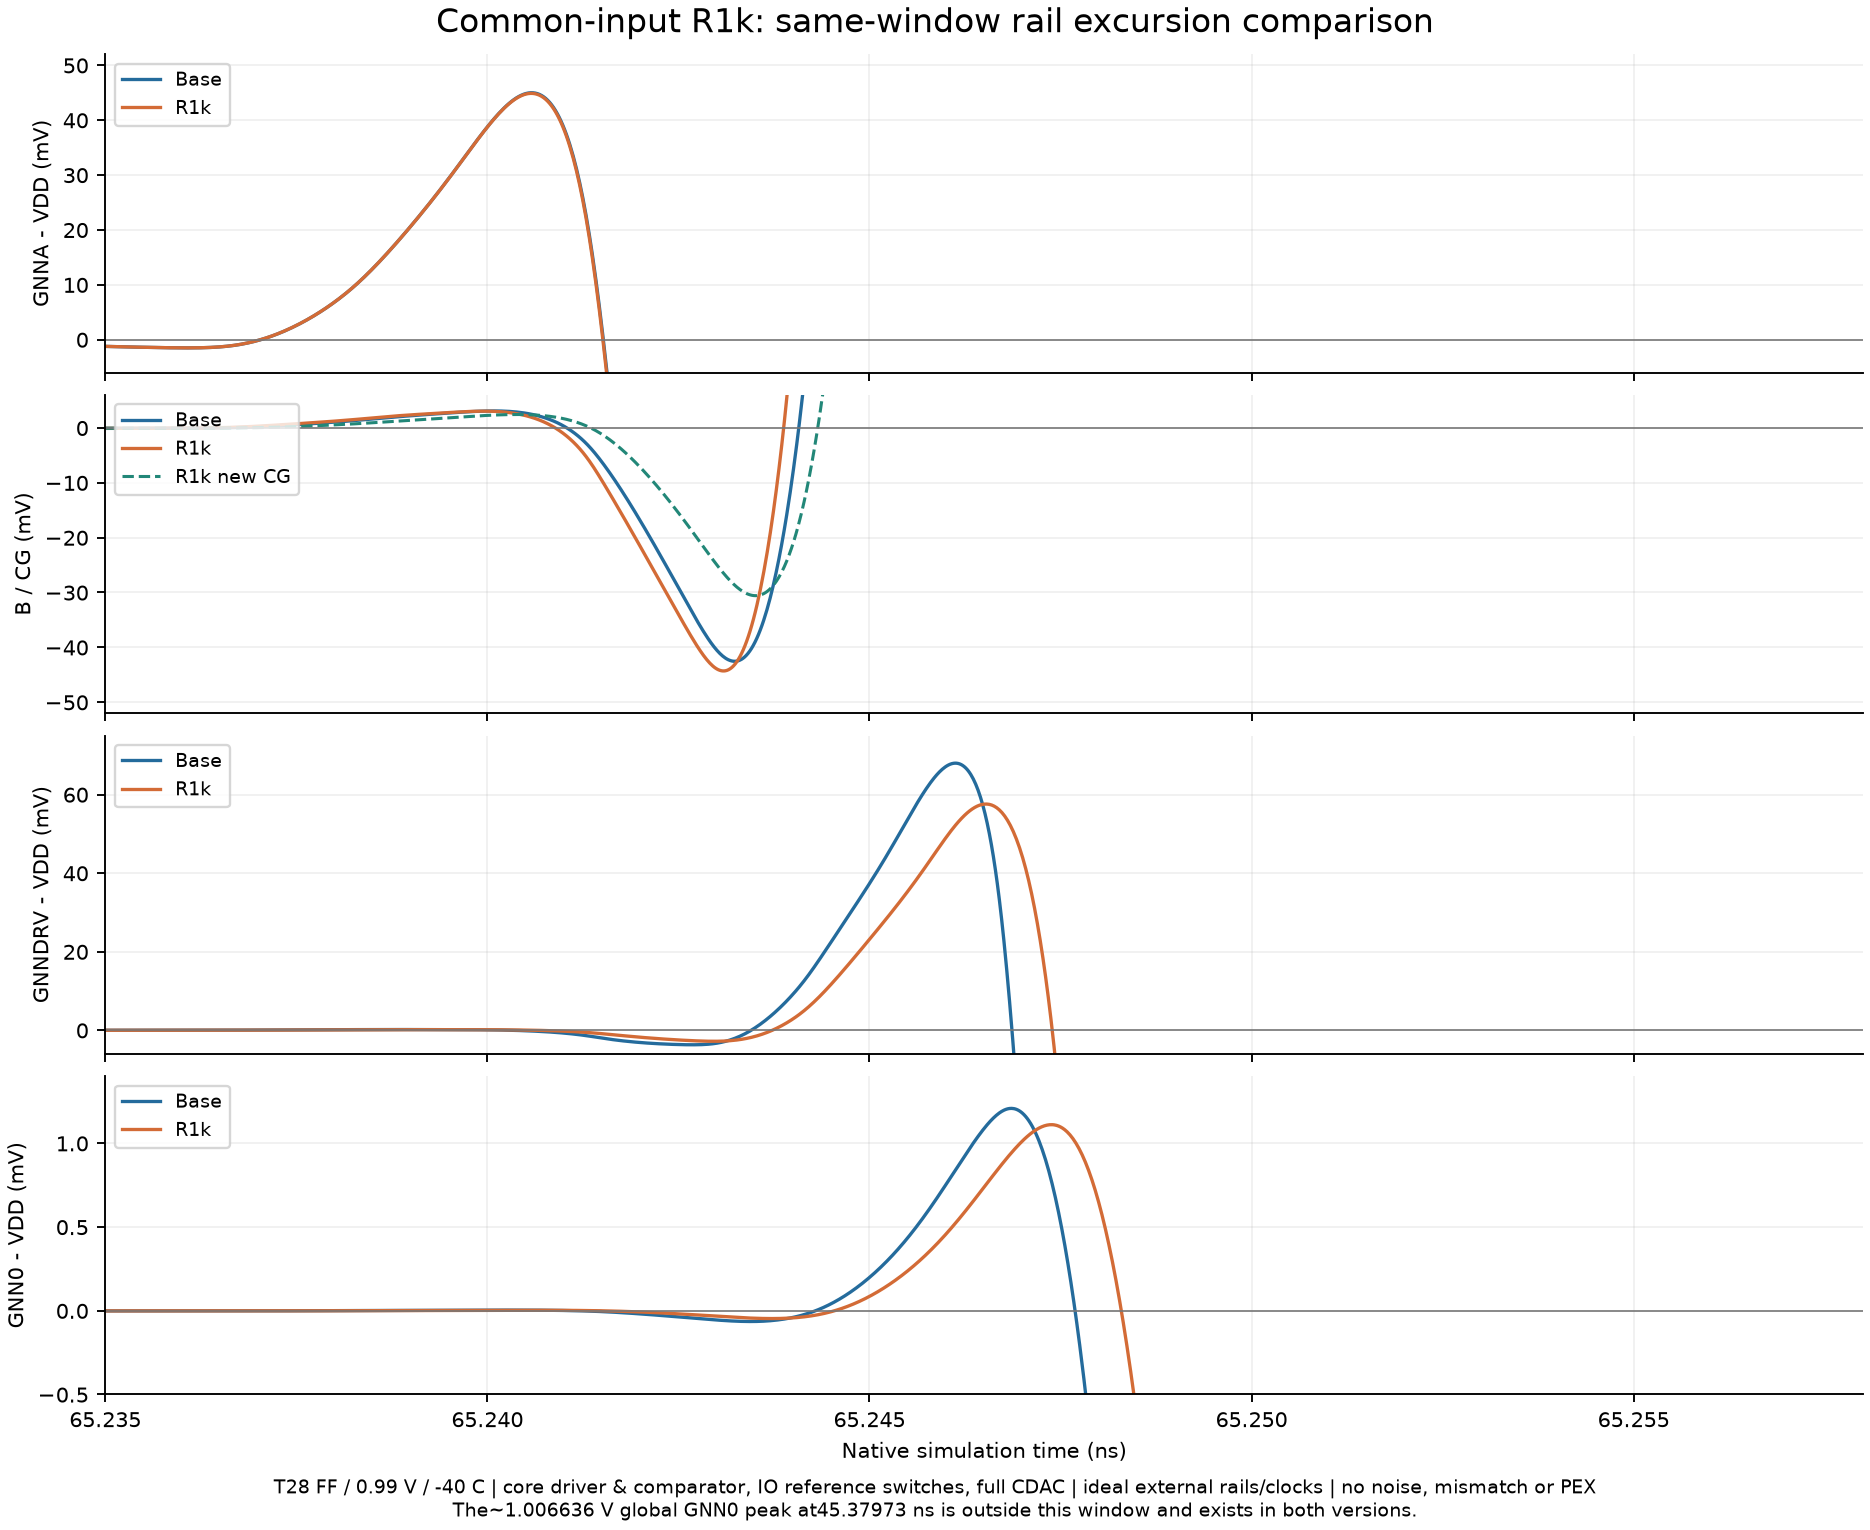 Common-input R1k: same-window rail excursion comparison
GNNA - VDD (mV)
50
40
30
20
10
0
Base
R1k
B / CG (mV)
0
−10
−20
−30
−40
−50
Base
R1k
R1k new CG
GNNDRV - VDD (mV)
60
40
20
0
Base
R1k
GNN0 - VDD (mV)
1.0
0.5
0.0
−0.5
Base
R1k
65.235 65.240 65.245 65.250 65.255
Native simulation time (ns)
T28 FF / 0.99 V / -40 C | core driver & comparator, IO reference switches, full CDAC | ideal external rails/clocks | no noise, mismatch or PEX
The~1.006636 V global GNN0 peak at45.37973 ns is outside this window and exists in both versions.